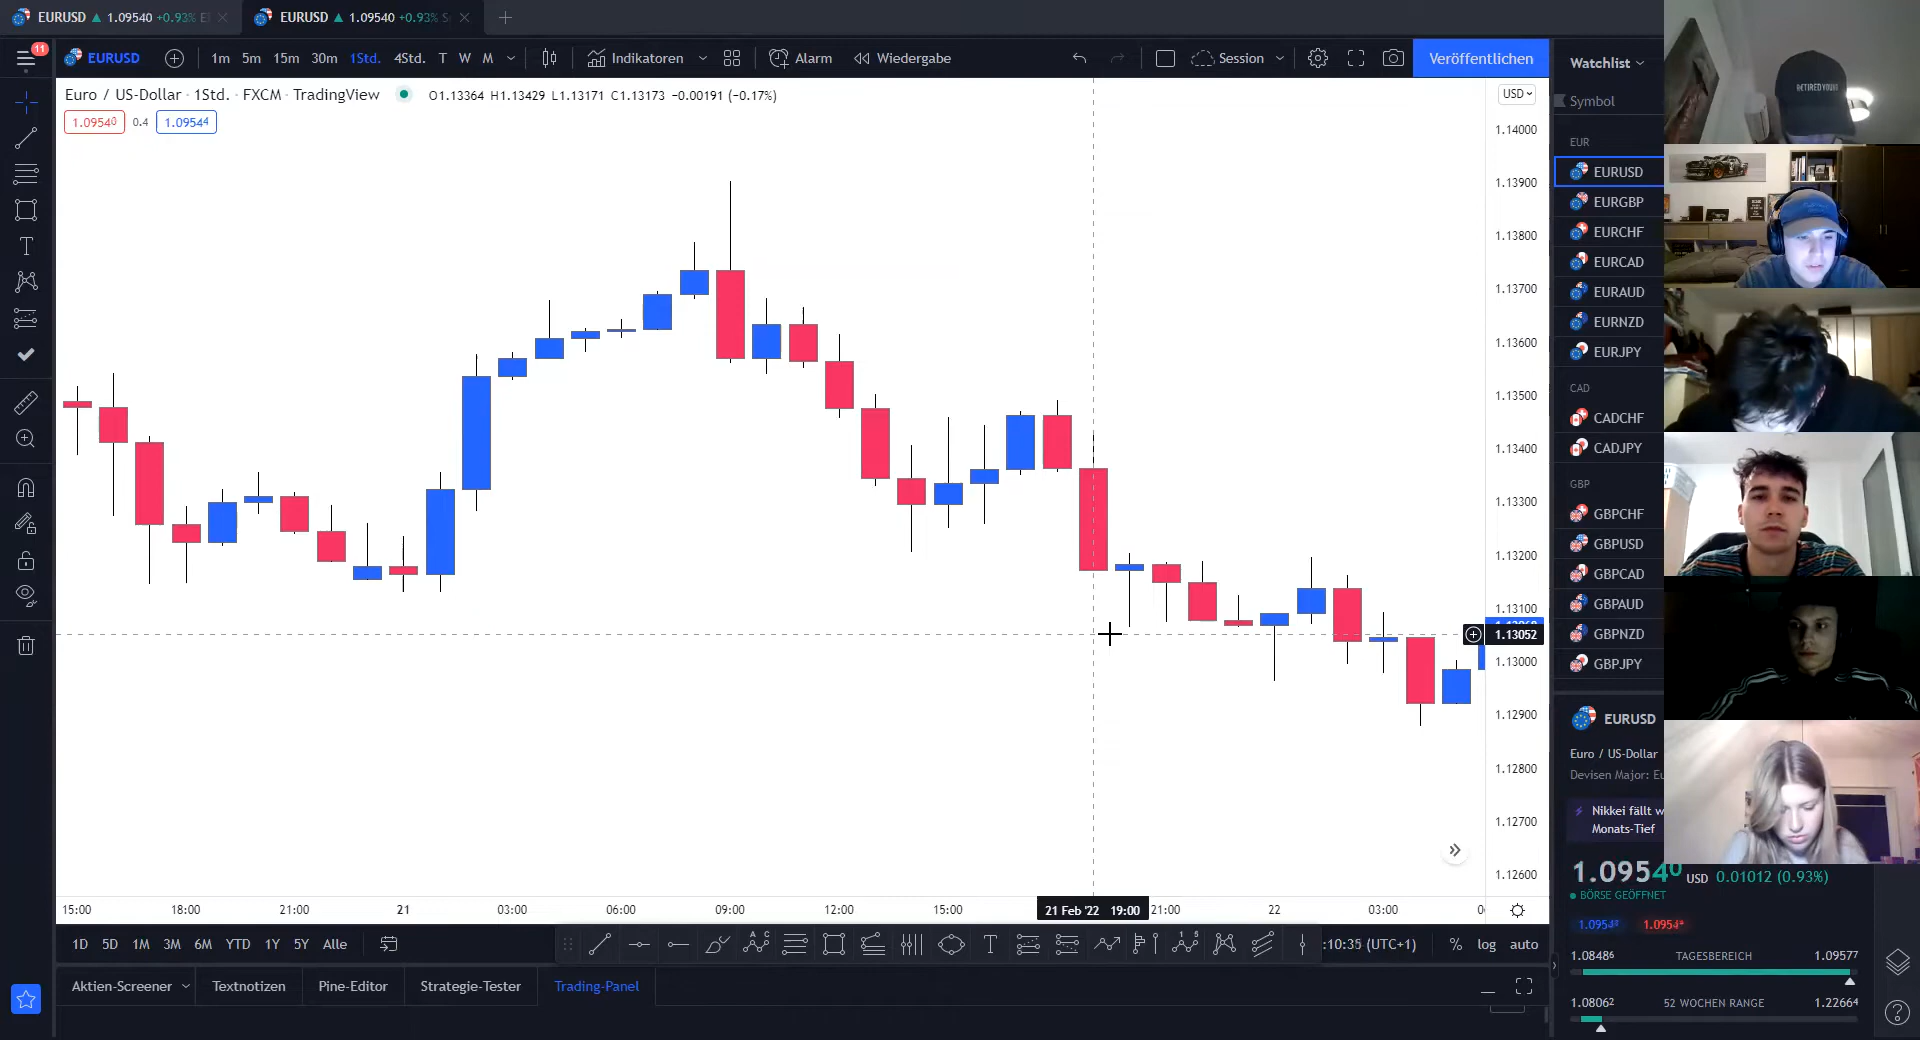 EURUSD ▲ 1.09540 +0.93%
EURUSD ▲ 1.09540 +0.93%
11
EURUSD
1m 5m 15m 30m 1Std. 4Std. T W M
Indikatoren
Alarm
Wiedergabe
Session
Veröffentlichen
Watchlist
Euro / US-Dollar · 1Std. · FXCM · TradingView
O1.13364 H1.13429 L1.13171 C1.13173 −0.00191 (−0.17%)
1.09540 0.4 1.09544
USD
1.14000
1.13900
1.13800
1.13700
1.13600
1.13500
1.13400
1.13300
1.13200
1.13100
1.13052
1.13000
1.12900
1.12800
1.12700
1.12600
15:00 18:00 21:00 21 03:00 06:00 09:00 12:00 15:00 21 Feb '22 19:00 21:00 22 03:00
1D 5D 1M 3M 6M YTD 1Y 5Y Alle
:10:35 (UTC+1)
% log auto
Aktien-Screener
Textnotizen
Pine-Editor
Strategie-Tester
Trading-Panel
Symbol
EUR
EURUSD
EURGBP
EURCHF
EURCAD
EURAUD
EURNZD
EURJPY
CAD
CADCHF
CADJPY
GBP
GBPCHF
GBPUSD
GBPCAD
GBPAUD
GBPNZD
GBPJPY
EURUSD
Euro / US-Dollar
Devisen Major:
Nikkei fällt
Monats-Tief
1.09540 USD 0.01012 (0.93%)
BÖRSE GEÖFFNET
1.08486 TAGESBEREICH 1.09577
1.08062 52 WOCHEN RANGE 1.22664
RETIRED YOUNG